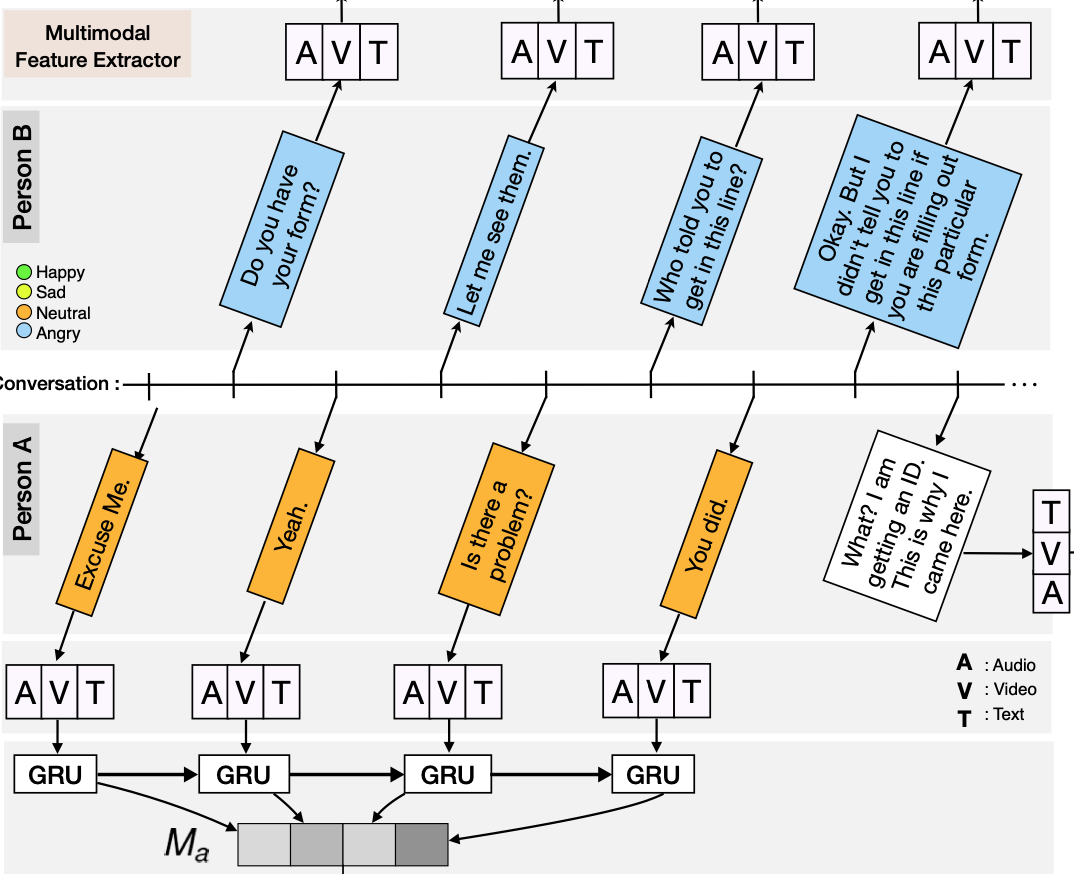 Multimodal
Feature Extractor
A V T
A V T
A V T
A V T
Person B
Do you have
your form?
Let me see them.
Who told you to
get in this line?
Okay. But I
didn't tell you to
get in this line if
you are filling out
this particular
form.
Happy
Sad
Neutral
Angry
Conversation :
...
Person A
Excuse Me.
Yeah.
Is there a
problem?
You did.
What? I am
getting an ID.
This is why I
came here.
T
V
A
A V T
A V T
A V T
A V T
A : Audio
V : Video
T : Text
GRU
GRU
GRU
GRU
Ma